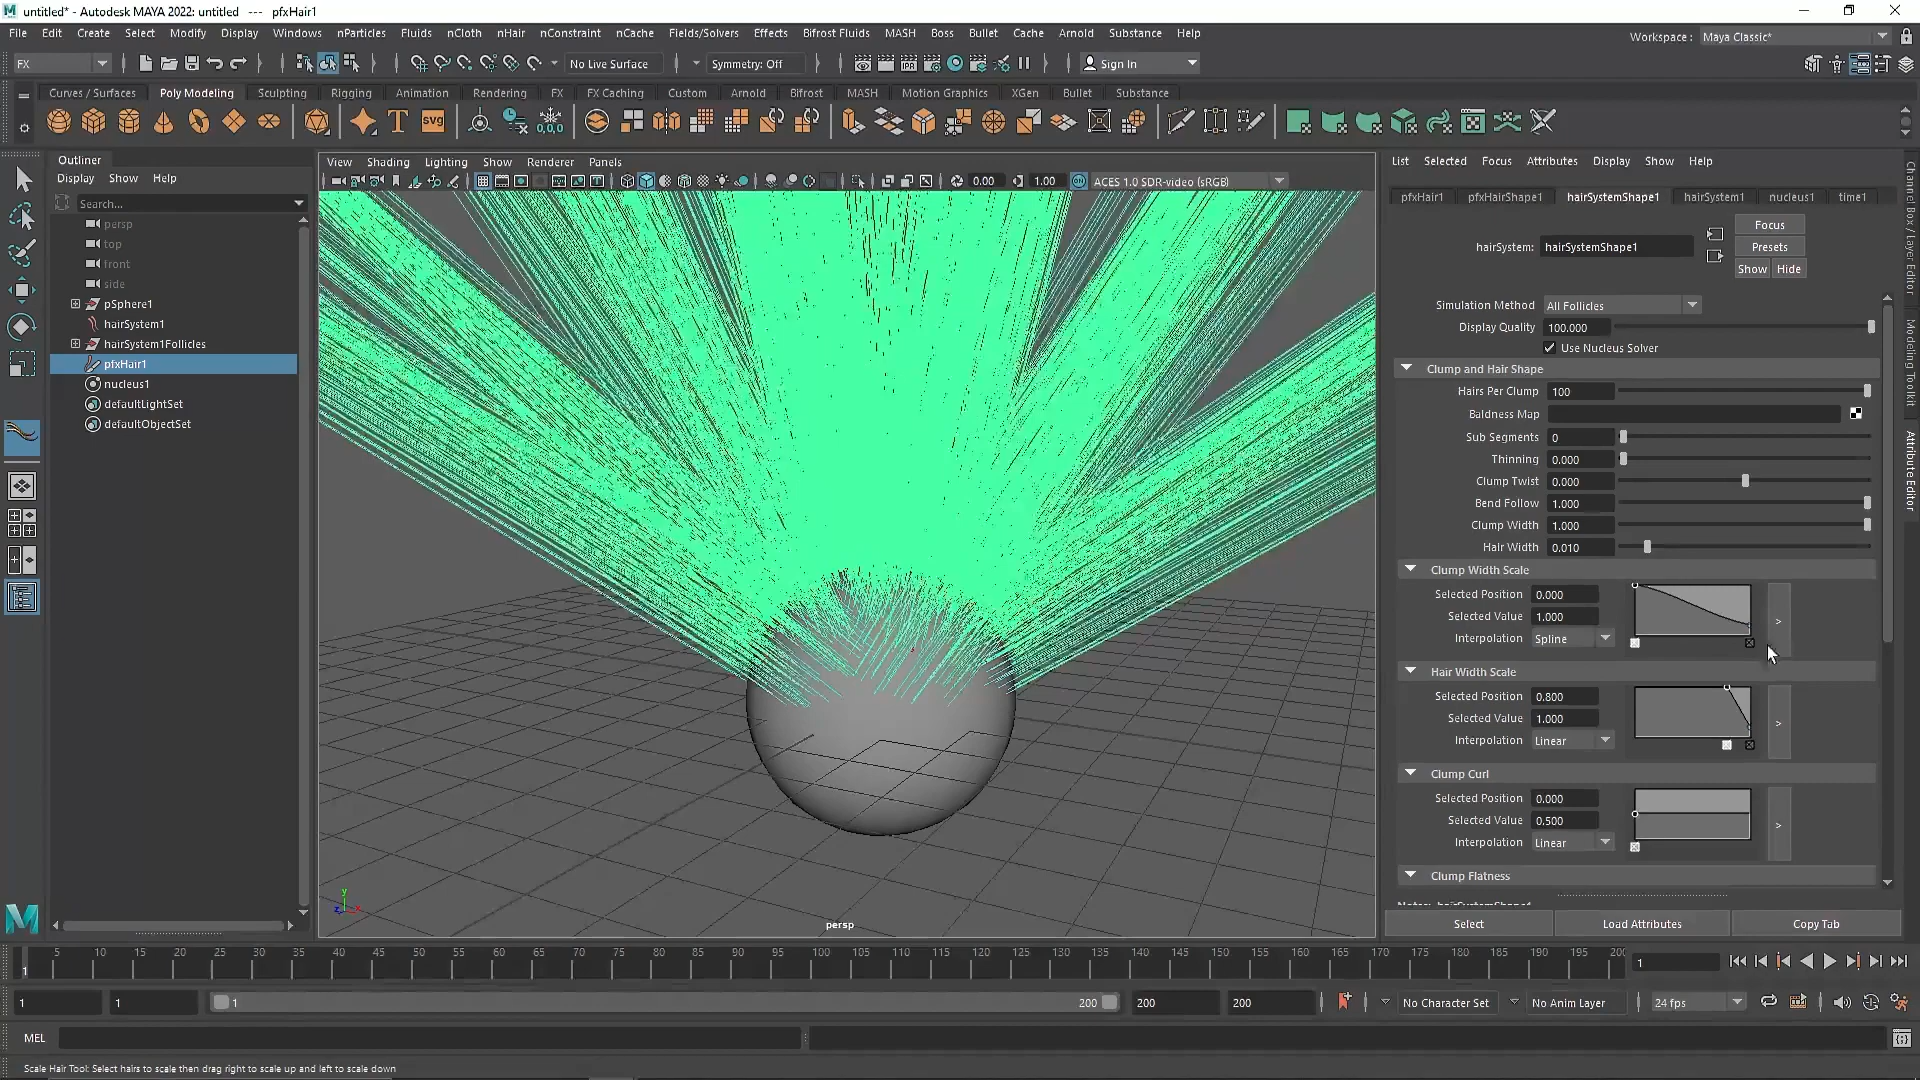 untitled* - Autodesk MAYA 2022: untitled --- pfxHair1
File Edit Create Select Modify Display Windows nParticles Fluids nCloth nHair nConstraint nCache Fields/Solvers Effects Bifrost Fluids MASH Boss Bullet Cache Arnold Substance Help
Workspace : Maya Classic*
FX No Live Surface Symmetry: Off Sign In
Curves / Surfaces Poly Modeling Sculpting Rigging Animation Rendering FX FX Caching Custom Arnold Bifrost MASH Motion Graphics XGen Bullet Substance
Outliner
Display Show Help
Search...
persp
top
front
side
pSphere1
hairSystem1
hairSystem1Follicles
pfxHair1
nucleus1
defaultLightSet
defaultObjectSet
View Shading Lighting Show Renderer Panels
0.00 1.00 ACES 1.0 SDR-video (sRGB)
persp
List Selected Focus Attributes Display Show Help
pfxHair1 pfxHairShape1 hairSystemShape1 hairSystem1 nucleus1 time1
hairSystem: hairSystemShape1
Focus
Presets
Show Hide
Simulation Method All Follicles
Display Quality 100.000
Use Nucleus Solver
Clump and Hair Shape
Hairs Per Clump 100
Baldness Map
Sub Segments 0
Thinning 0.000
Clump Twist 0.000
Bend Follow 1.000
Clump Width 1.000
Hair Width 0.010
Clump Width Scale
Selected Position 0.000
Selected Value 1.000
Interpolation Spline
>
Hair Width Scale
Selected Position 0.800
Selected Value 1.000
Interpolation Linear
>
Clump Curl
Selected Position 0.000
Selected Value 0.500
Interpolation Linear
>
Clump Flatness
Select Load Attributes Copy Tab
Channel Box / Layer Editor
Modeling Toolkit
Attribute Editor
5 10 15 20 25 30 35 40 45 50 55 60 65 70 75 80 85 90 95 100 105 110 115 120 125 130 135 140 145 150 155 160 165 170 175 180 185 190 195 200
1
1
1 1 1 200 200 200 No Character Set No Anim Layer 24 fps
MEL
Scale Hair Tool: Select hairs to scale then drag right to scale up and left to scale down